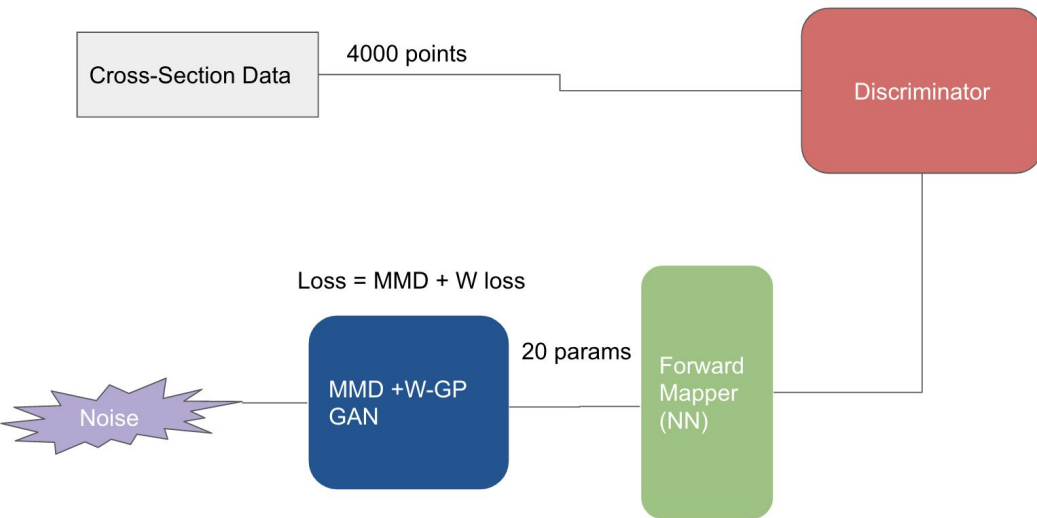 4000 points
Cross-Section Data
Discriminator
Loss = MMD + W loss
20 params
MMD +W-GP
GAN
Forward
Mapper
(NN)
Noise